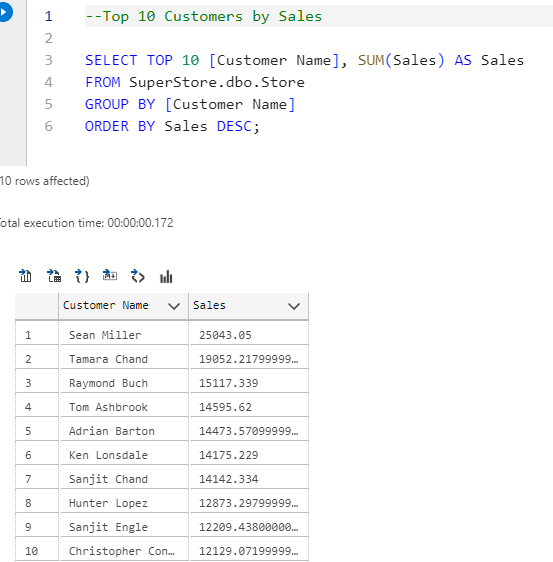 1 --Top 10 Customers by Sales
2
3 SELECT TOP 10 [Customer Name], SUM(Sales) AS Sales
4 FROM SuperStore.dbo.Store
5 GROUP BY [Customer Name]
6 ORDER BY Sales DESC;
10 rows affected)
otal execution time: 00:00:00.172
Customer Name Sales
1 Sean Miller 25043.05
2 Tamara Chand 19052.21799999…
3 Raymond Buch 15117.339
4 Tom Ashbrook 14595.62
5 Adrian Barton 14473.57099999…
6 Ken Lonsdale 14175.229
7 Sanjit Chand 14142.334
8 Hunter Lopez 12873.29799999…
9 Sanjit Engle 12209.43800000…
10 Christopher Con… 12129.07199999…